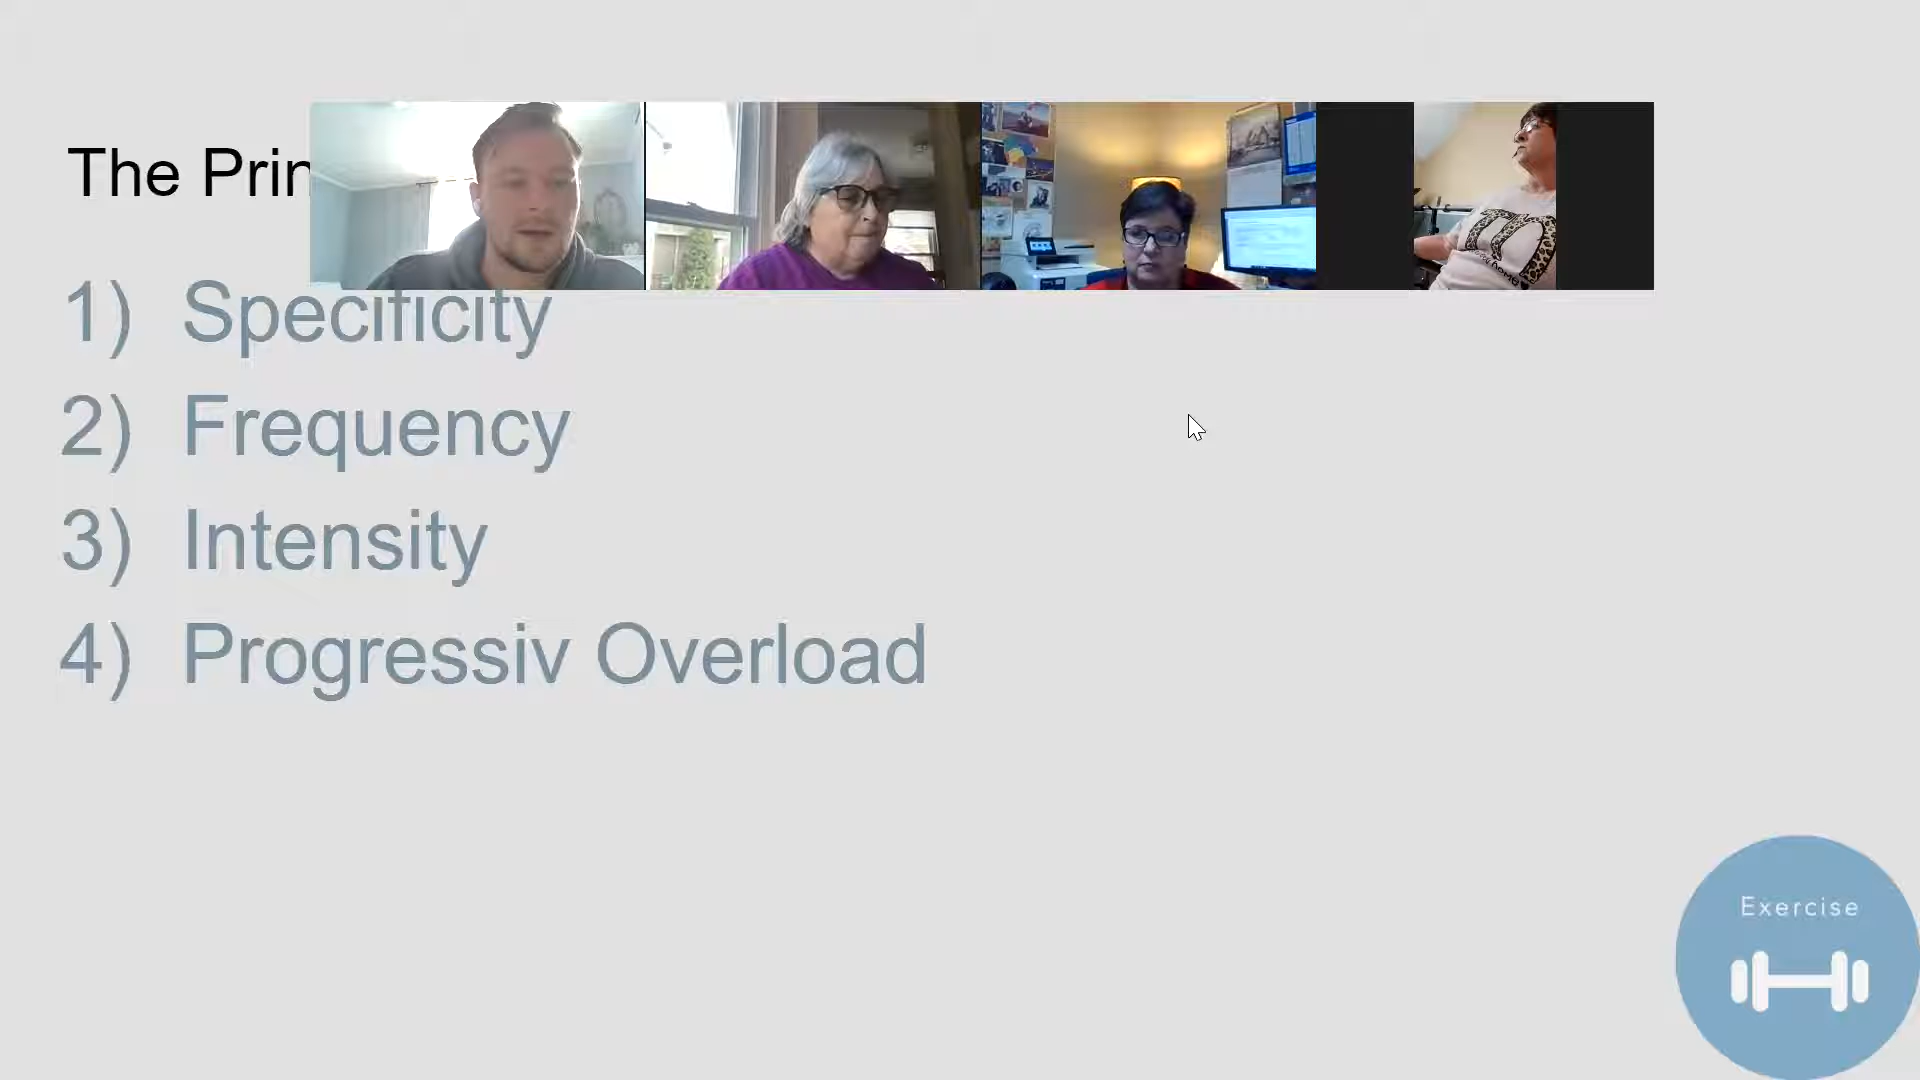 The Prin
1) Specificity
2) Frequency
3) Intensity
4) Progressiv Overload
Exercise